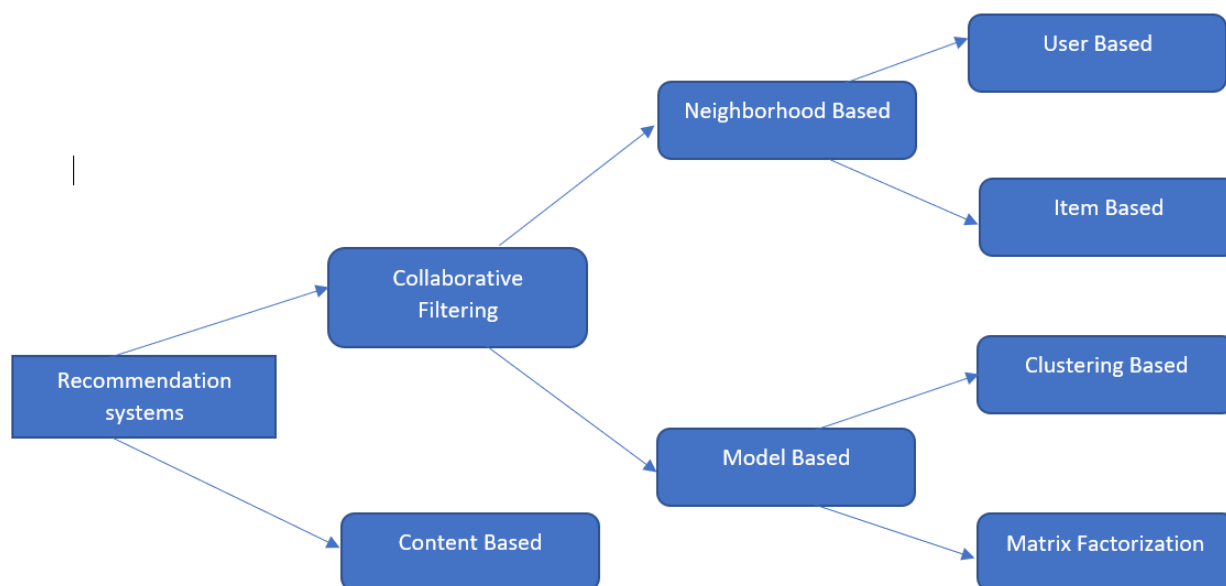 User Based
Neighborhood Based
Item Based
Collaborative
Filtering
Recommendation
systems
Clustering Based
Model Based
Content Based
Matrix Factorization